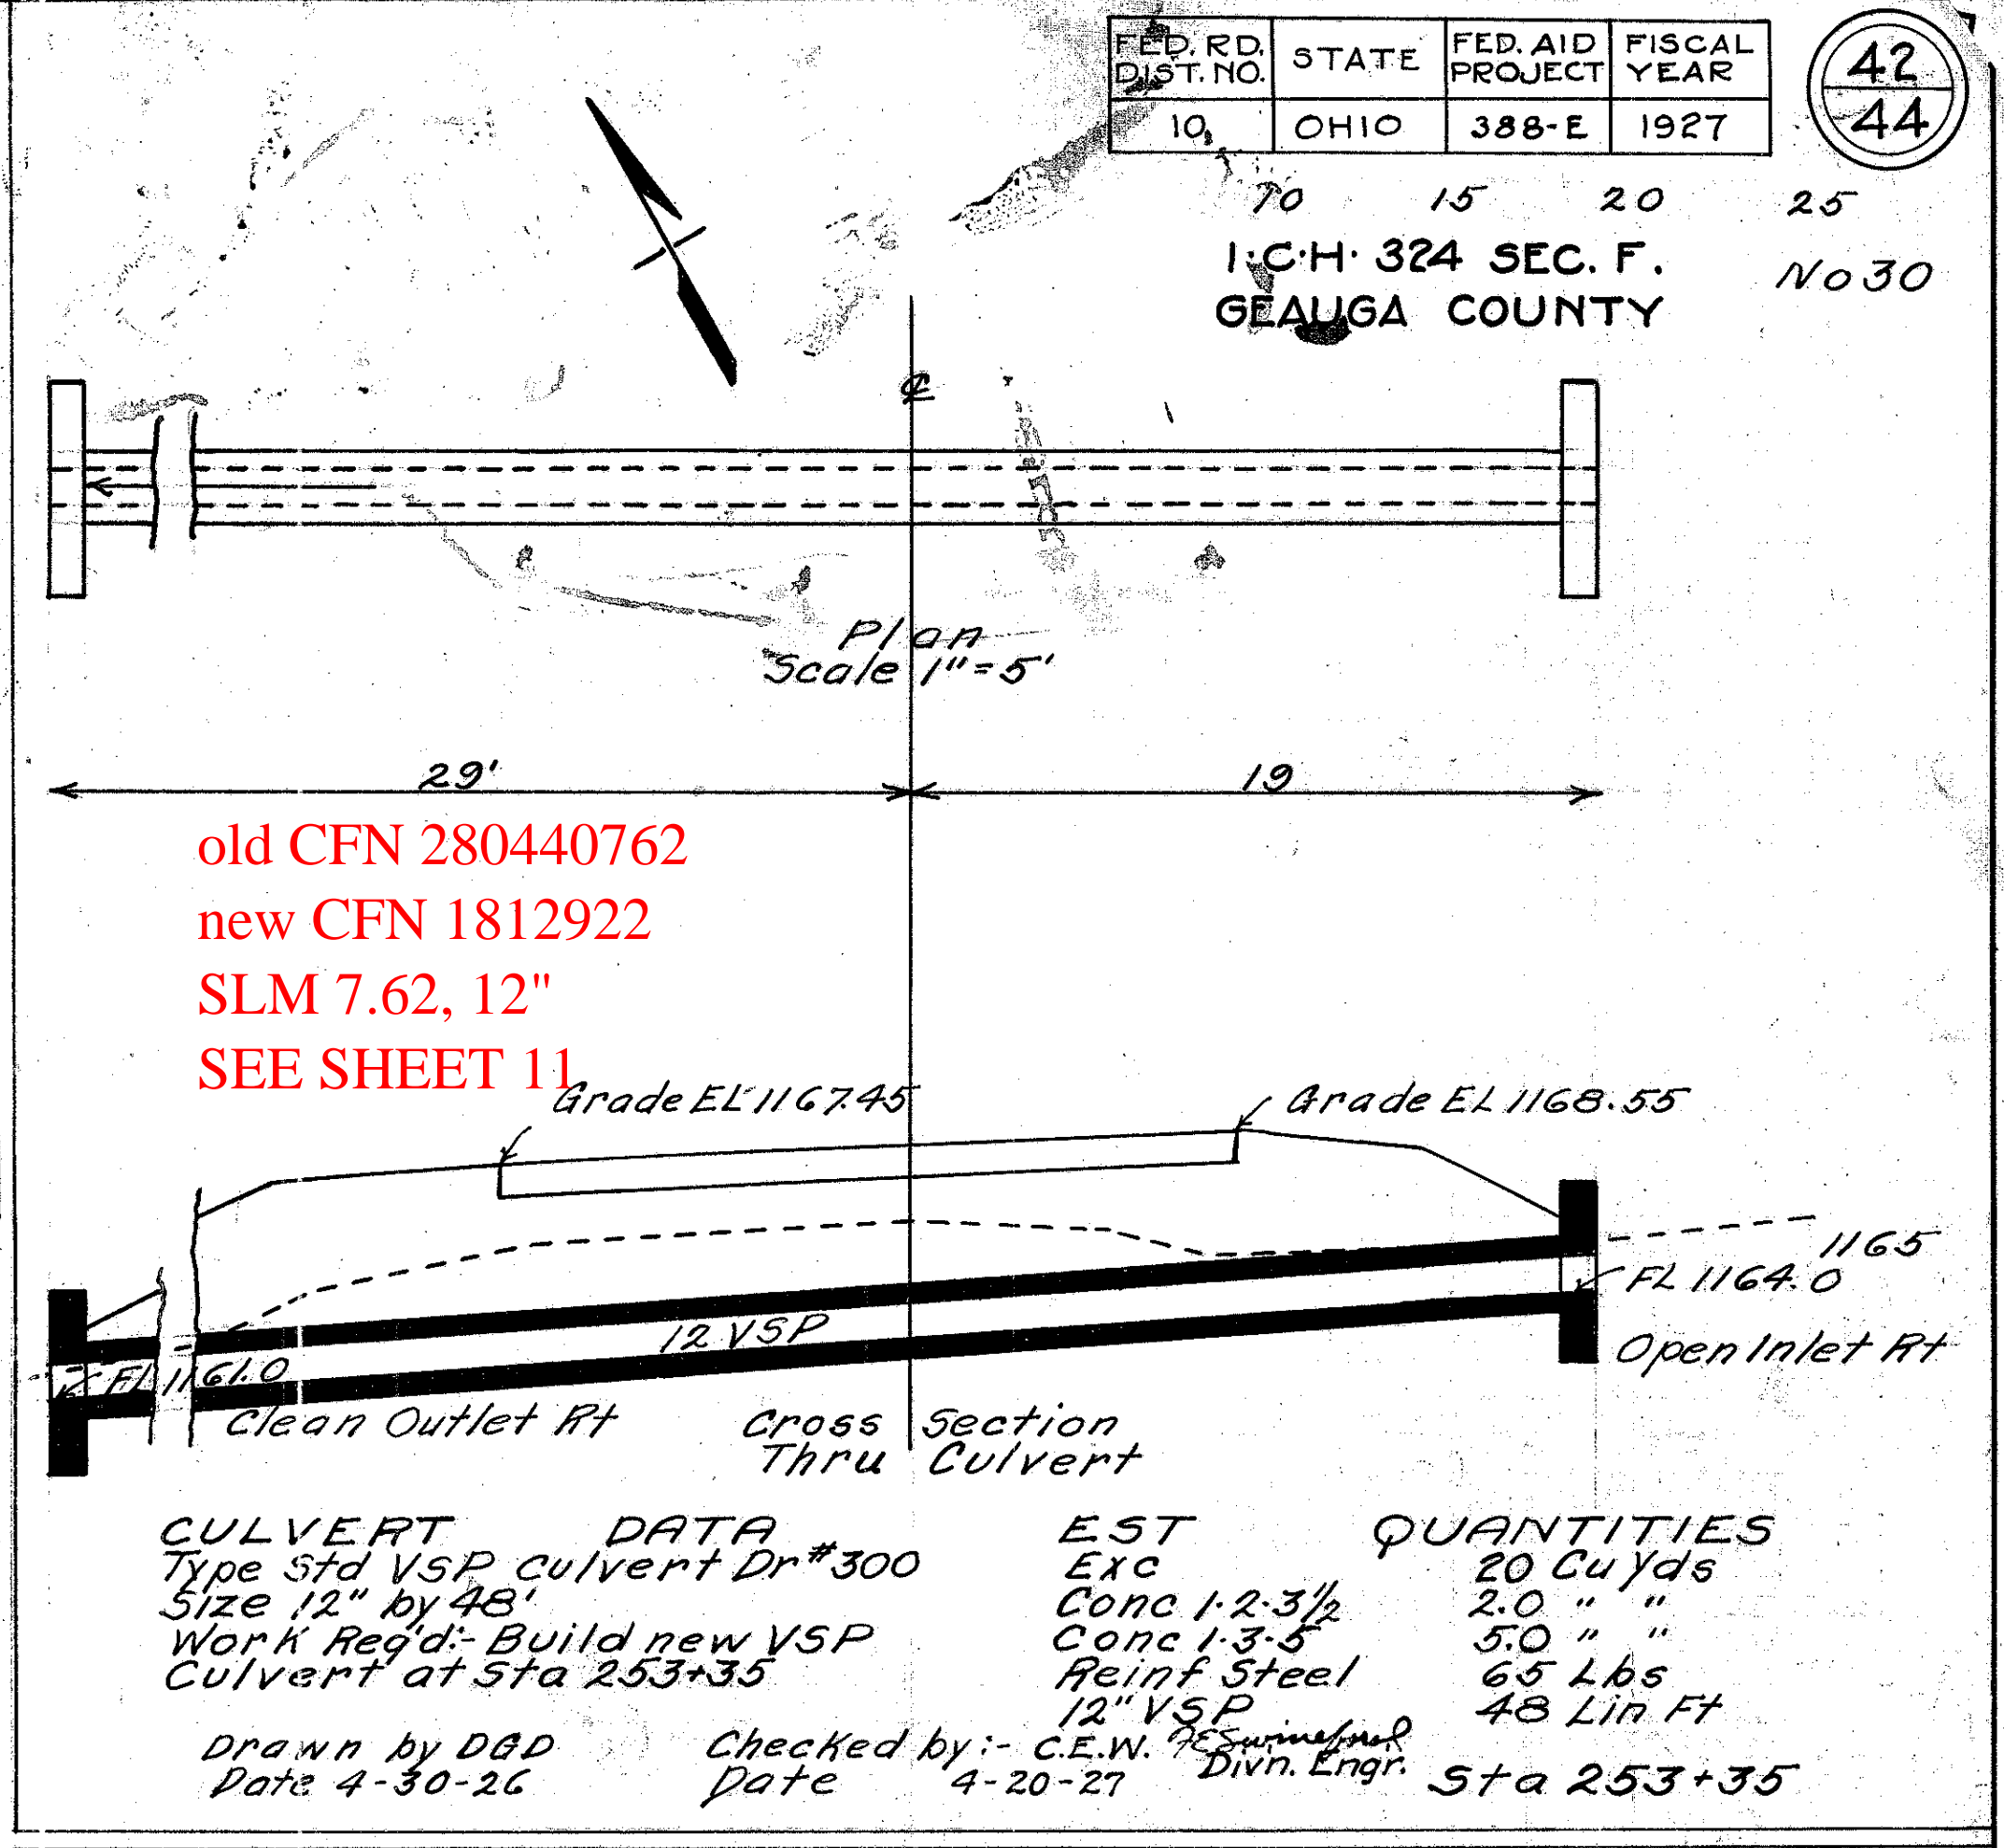 FED. RD. DIST. NO. STATE FED. AID PROJECT FISCAL YEAR
10 OHIO 388-E 1927
42
44
10 15 20 25
I.C.H. 324 SEC. F.
No 30
GEAUGA COUNTY
℄
Plan
Scale 1"=5'
29' 19
old CFN 280440762
new CFN 1812922
SLM 7.62, 12"
SEE SHEET 11
Grade EL 1167.45 Grade EL 1168.55
1165
FL 1164.0
12 VSP
Open Inlet Rt
FL 1161.0
Clean Outlet Rt
Cross Section
Thru Culvert
CULVERT DATA
Type Std VSP Culvert Dr #300
Size 12" by 48'
Work Req'd:- Build new VSP
Culvert at Sta 253+35
EST QUANTITIES
Exc 20 Cu Yds
Conc 1·2·3½ 2.0 " "
Conc 1·3·5 5.0 " "
Reinf Steel 65 Lbs
12" VSP 48 Lin Ft
Drawn by DGD
Date 4-30-26
Checked by:- C.E.W.
Date 4-20-27
Divn. Engr.
Sta 253+35